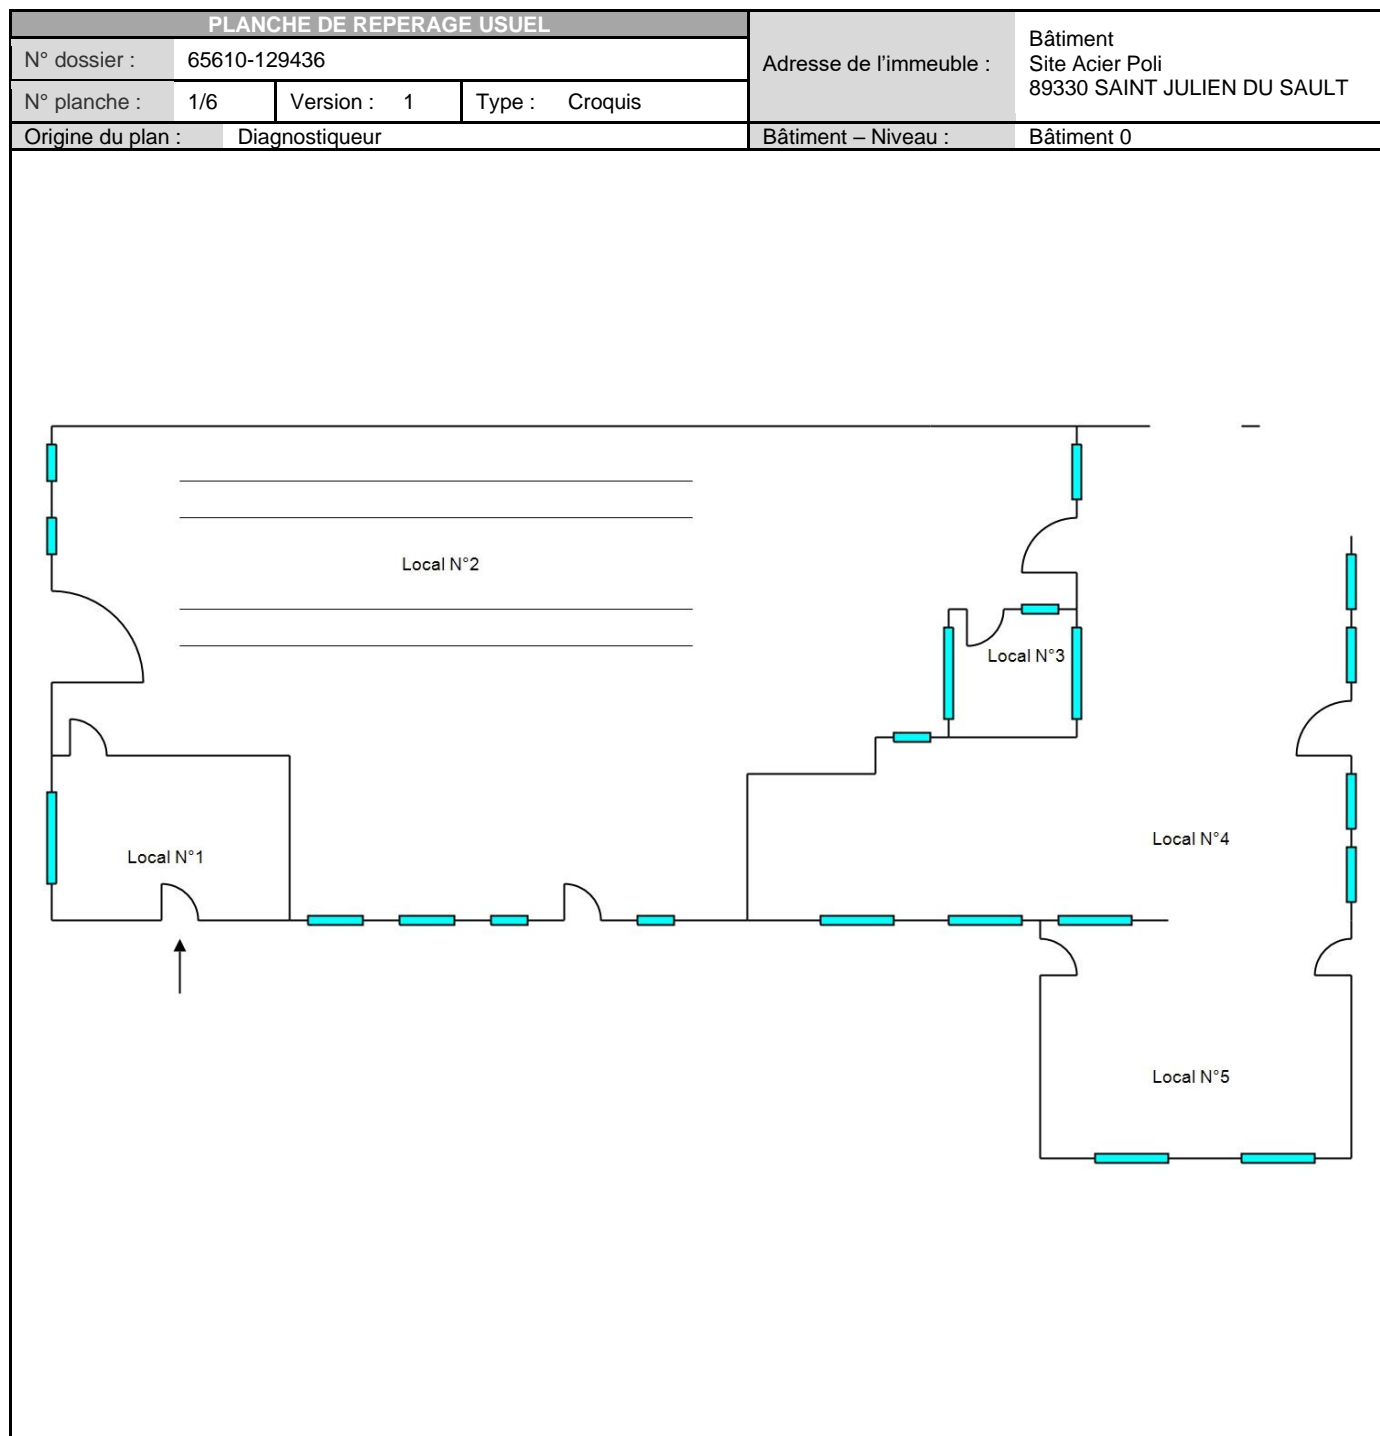 PLANCHE DE REPERAGE USUEL
N° dossier : 65610-129436
N° planche : 1/6 Version : 1 Type : Croquis
Adresse de l'immeuble :
Bâtiment
Site Acier Poli
89330 SAINT JULIEN DU SAULT
Origine du plan : Diagnostiqueur
Bâtiment – Niveau : Bâtiment 0
Local N°2
Local N°3
Local N°4
Local N°1
Local N°5